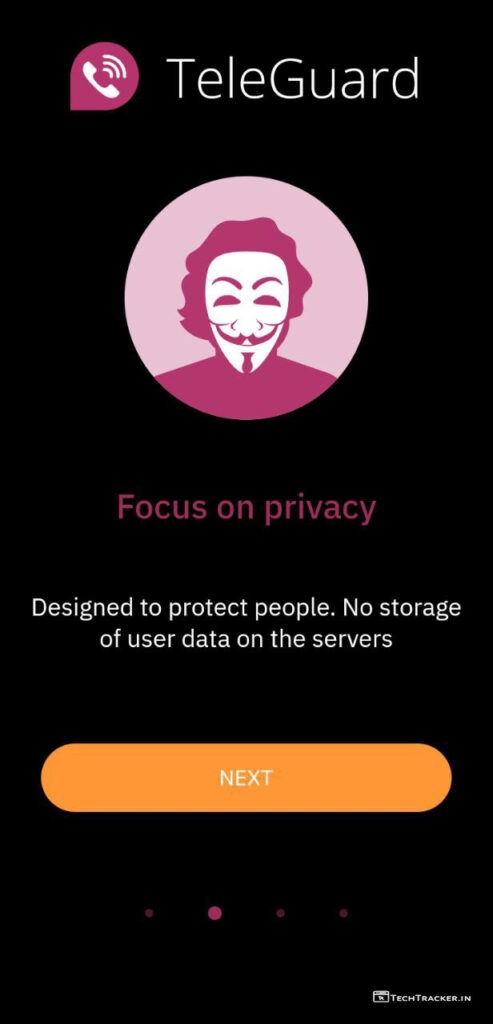 TeleGuard
Focus on privacy
Designed to protect people. No storage
of user data on the servers
NEXT
TECHTRACKER.IN